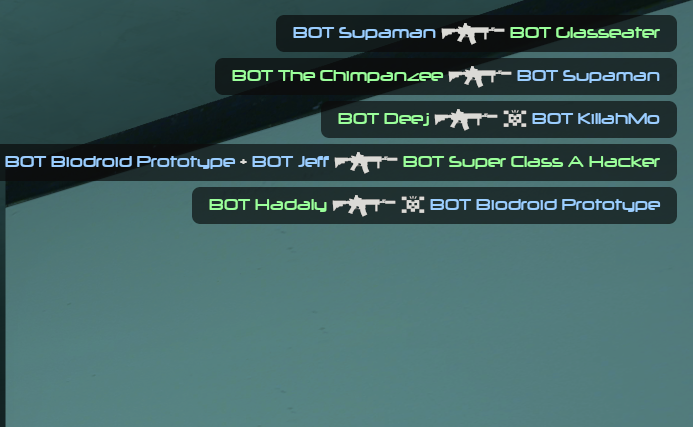 BOT Supaman BOT Glasseater
BOT The Chimpanzee BOT Supaman
BOT Deej BOT KillahMo
BOT Biodroid Prototype + BOT Jeff BOT Super Class A Hacker
BOT Hadaly BOT Biodroid Prototype